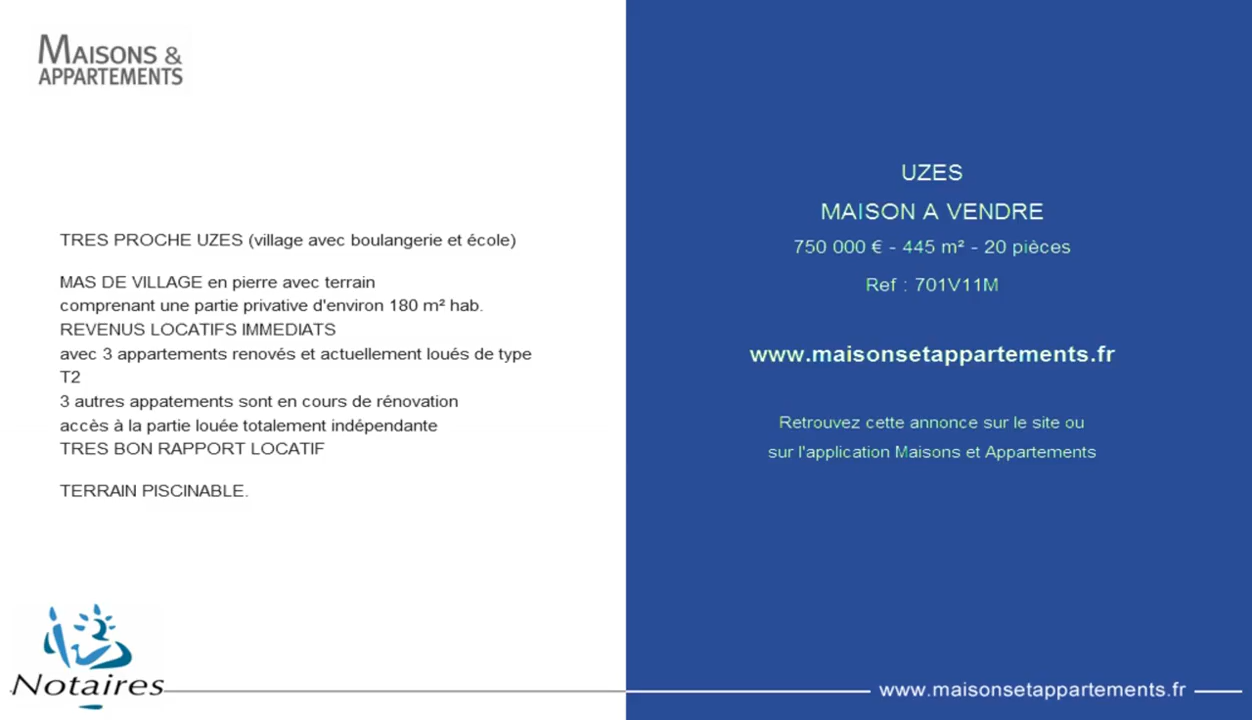 MAISONS &
APPARTEMENTS
TRES PROCHE UZES (village avec boulangerie et école)
MAS DE VILLAGE en pierre avec terrain
comprenant une partie privative d'environ 180 m² hab.
REVENUS LOCATIFS IMMEDIATS
avec 3 appartements renovés et actuellement loués de type
T2
3 autres appatements sont en cours de rénovation
accès à la partie louée totalement indépendante
TRES BON RAPPORT LOCATIF
TERRAIN PISCINABLE.
Notaires
UZES
MAISON A VENDRE
750 000 € - 445 m² - 20 pièces
Ref : 701V11M
www.maisonsetappartements.fr
Retrouvez cette annonce sur le site ou
sur l'application Maisons et Appartements
www.maisonsetappartements.fr